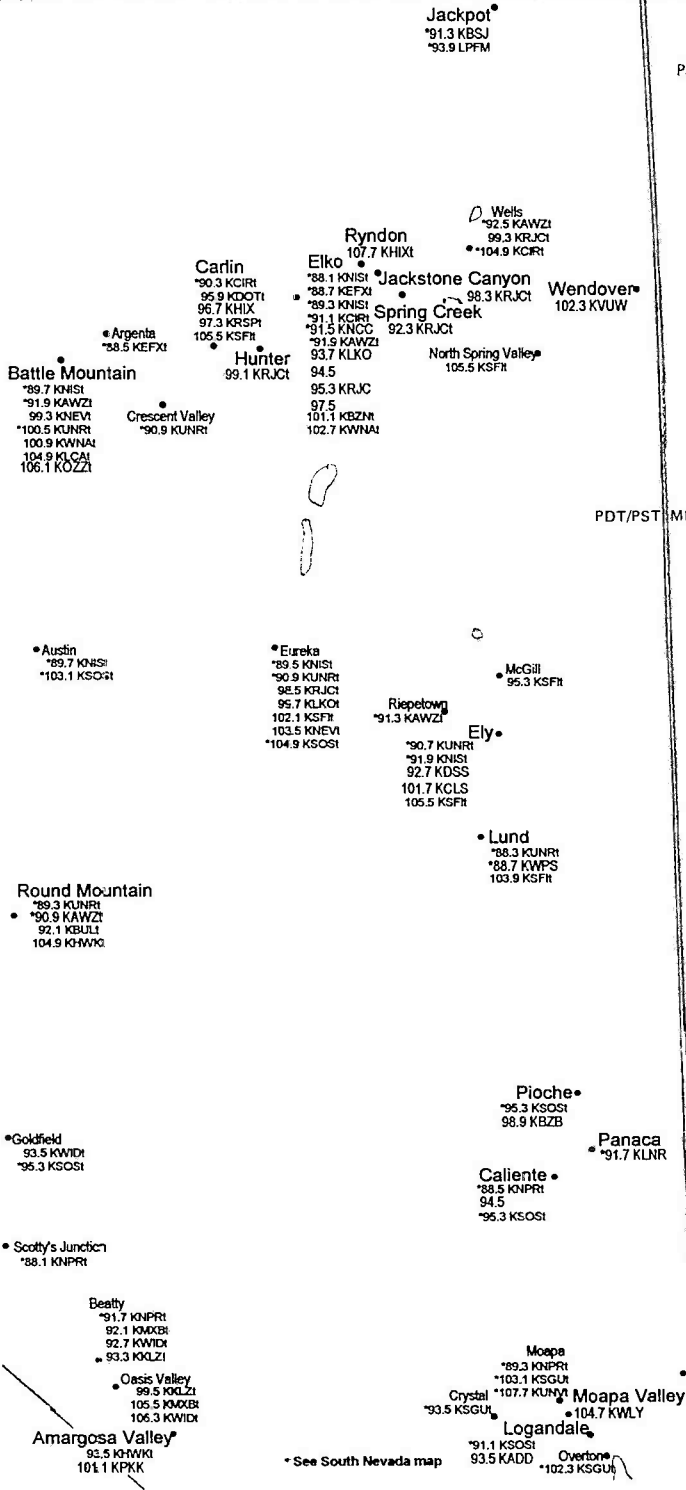 Jackpot
*91.3 KBSJ
*93.9 LPFM
P
Wells
*92.5 KAWZt
99.3 KRJCt
*104.9 KCIRt
Ryndon
107.7 KHIXt
Elko
*88.1 KNISt
*88.7 KEFXt
*89.3 KNISt
*91.1 KCIRt
*91.5 KNCC
*91.9 KAWZt
93.7 KLKO
94.5
95.3 KRJC
97.5
101.1 KBZNt
102.7 KWNAt
Carlin
*90.3 KCIRt
95.9 KDOTt
96.7 KHIX
97.3 KRSPt
105.5 KSFIt
Jackstone Canyon
98.3 KRJCt
Spring Creek
92.3 KRJCt
Wendover
102.3 KVUW
Argenta
*88.5 KEFXt
Hunter
99.1 KRJCt
North Spring Valley
105.5 KSFIt
Battle Mountain
*89.7 KNISt
*91.9 KAWZt
99.3 KNEVt
*100.5 KUNRt
100.9 KWNAt
104.9 KLCAt
106.1 KOZZt
Crescent Valley
*90.9 KUNRt
PDT/PST
Austin
*89.7 KNISt
*103.1 KSOSt
Eureka
*89.5 KNISt
*90.9 KUNRt
98.5 KRJCt
99.7 KLKOt
102.1 KSFIt
103.5 KNEVt
*104.9 KSOSt
McGill
95.3 KSFIt
Riepetown
*91.3 KAWZt
Ely
*90.7 KUNRt
*91.9 KNISt
92.7 KDSS
101.7 KCLS
105.5 KSFIt
Lund
*88.3 KUNRt
*88.7 KWPS
103.9 KSFIt
Round Mountain
*89.3 KUNRt
*90.9 KAWZt
92.1 KBULt
104.9 KHWKt
Pioche
*95.3 KSOSt
98.9 KBZB
Goldfield
93.5 KWIDt
*95.3 KSOSt
Panaca
*91.7 KLNR
Caliente
*88.5 KNPRt
94.5
*95.3 KSOSt
Scotty's Junction
*88.1 KNPRt
Beatty
*91.7 KNPRt
92.1 KMXBt
92.7 KWIDt
93.3 KKLZt
Oasis Valley
99.5 KKLZt
105.5 KMXBt
106.3 KWIDt
Moapa
*89.3 KNPRt
*103.1 KSGUt
*107.7 KUNVt
Crystal
*93.5 KSGUt
Moapa Valley
104.7 KWLY
Amargosa Valley
93.5 KHWKt
101.1 KPKK
Logandale
*91.1 KSOSt
93.5 KADD
Overton
*102.3 KSGUt
* See South Nevada map